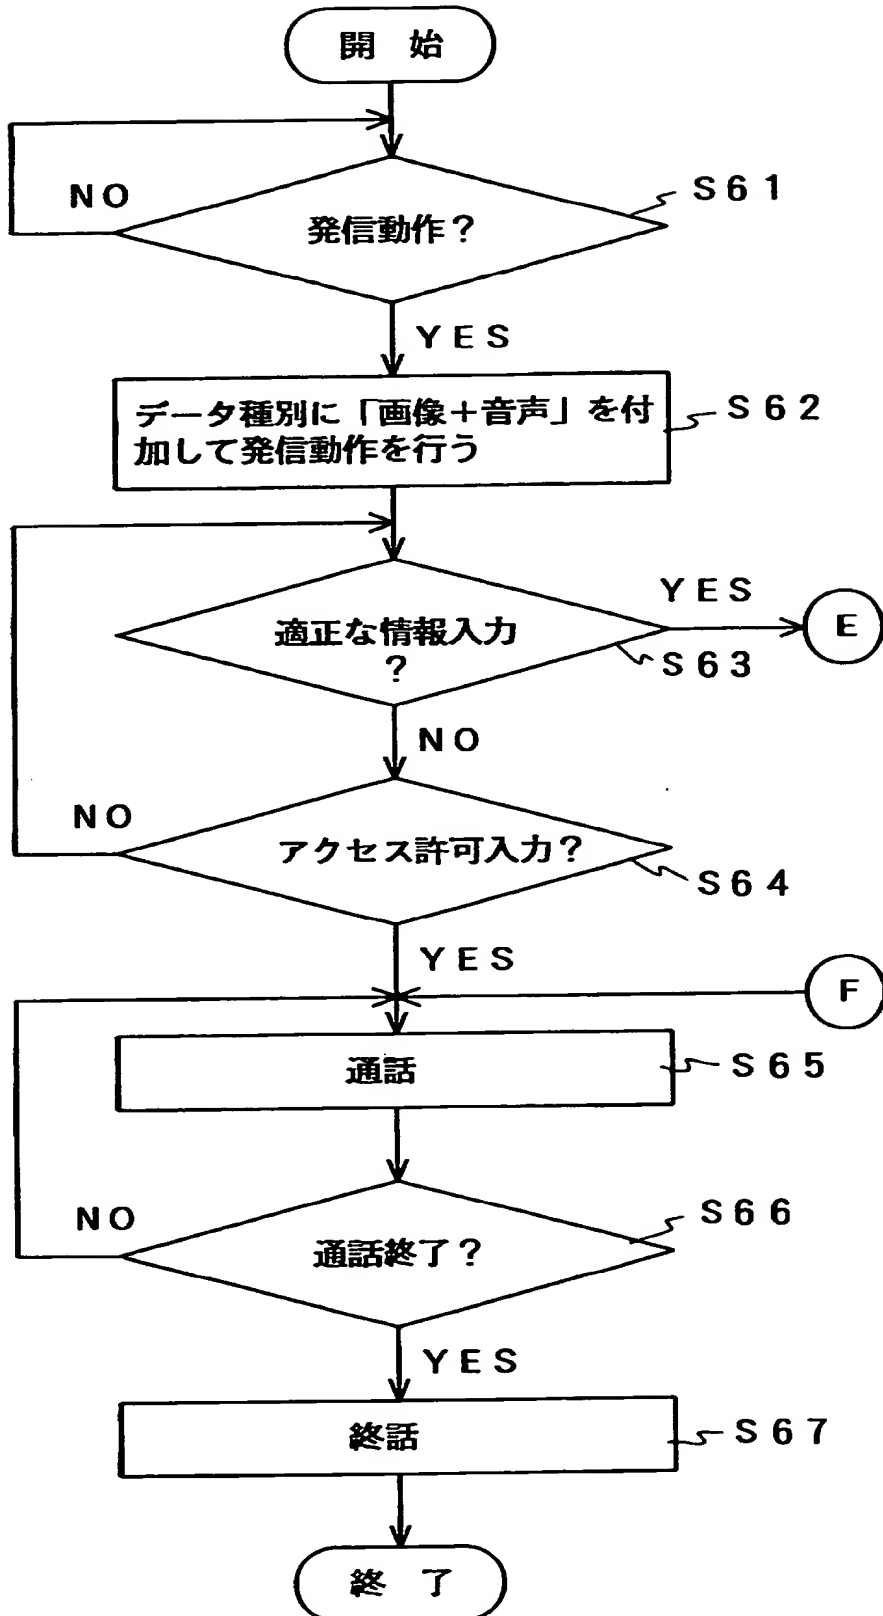 開 始
NO
発信動作？
S61
YES
データ種別に「画像＋音声」を付
加して発信動作を行う
S62
YES
E
適正な情報入力
？
S63
NO
NO
アクセス許可入力？
S64
YES
F
通話
S65
NO
通話終了？
S66
YES
終話
S67
終 了